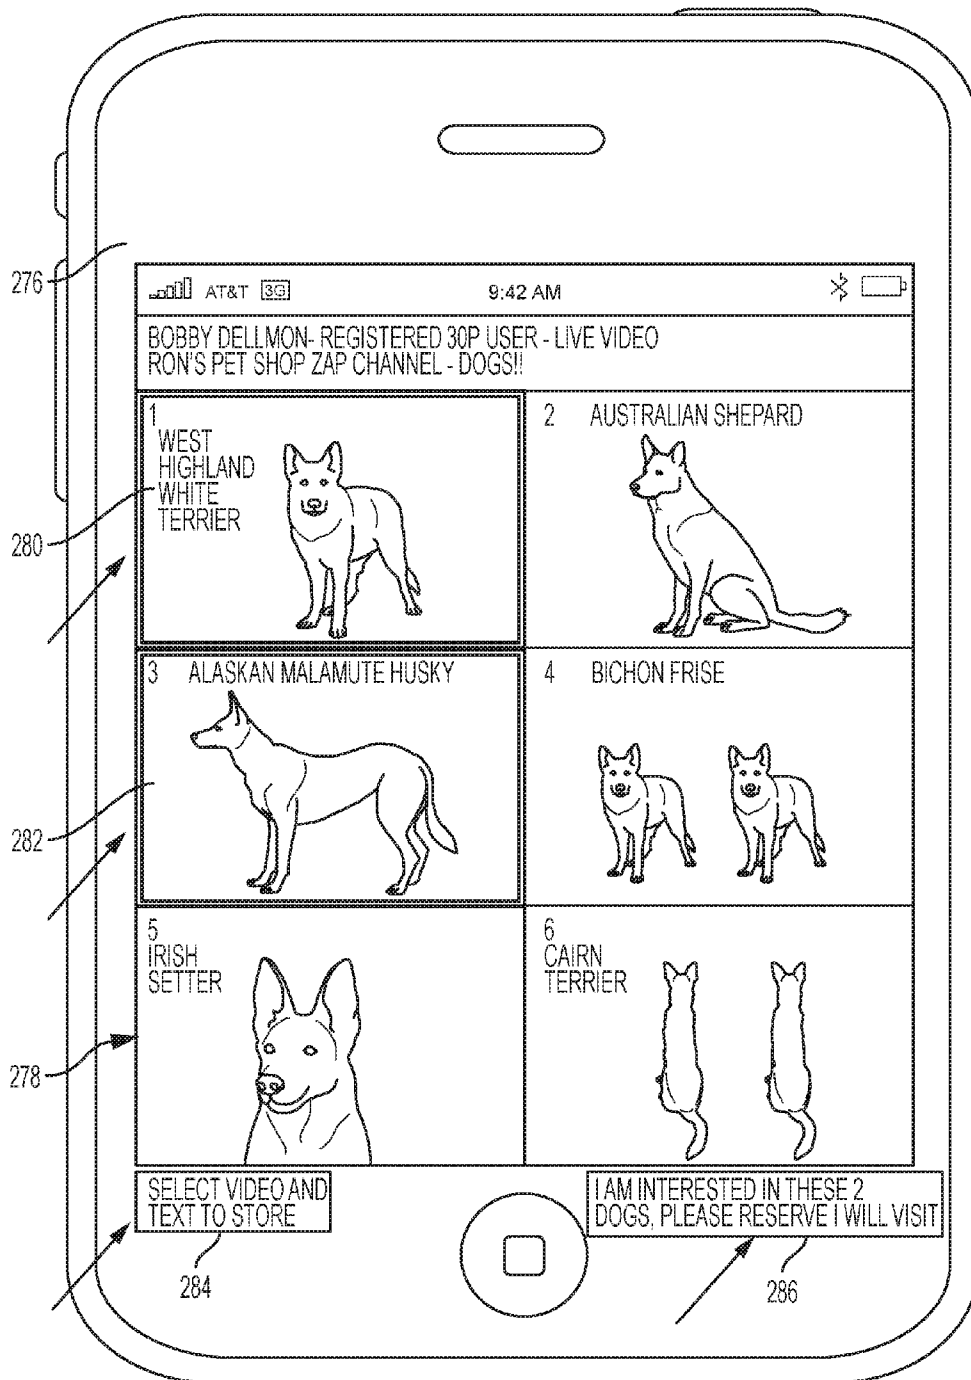 276
AT&T 3G 9:42 AM
BOBBY DELLMON- REGISTERED 30P USER - LIVE VIDEO
RON'S PET SHOP ZAP CHANNEL - DOGS!!
1
WEST
HIGHLAND
WHITE
TERRIER
280
2 AUSTRALIAN SHEPARD
3 ALASKAN MALAMUTE HUSKY
282
4 BICHON FRISE
5
IRISH
SETTER
278
6
CAIRN
TERRIER
SELECT VIDEO AND
TEXT TO STORE
284
I AM INTERESTED IN THESE 2
DOGS, PLEASE RESERVE I WILL VISIT
286